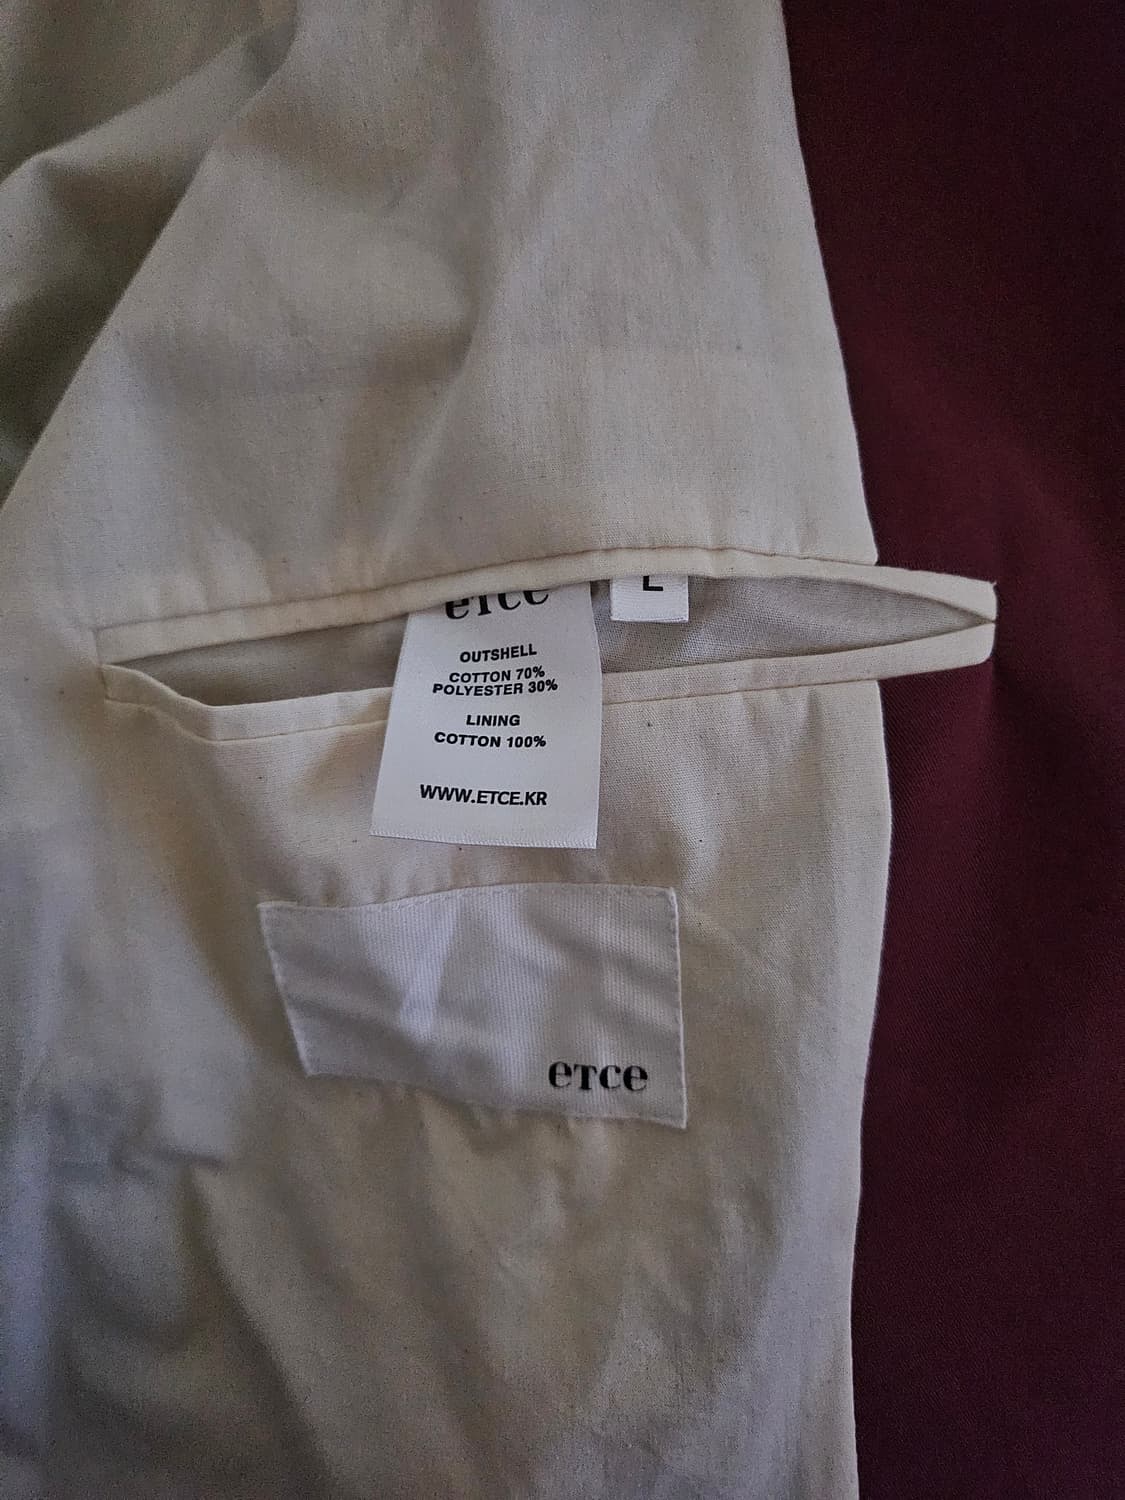 eTce
L
OUTSHELL
COTTON 70%
POLYESTER 30%
LINING
COTTON 100%
WWW.ETCE.KR
eTce